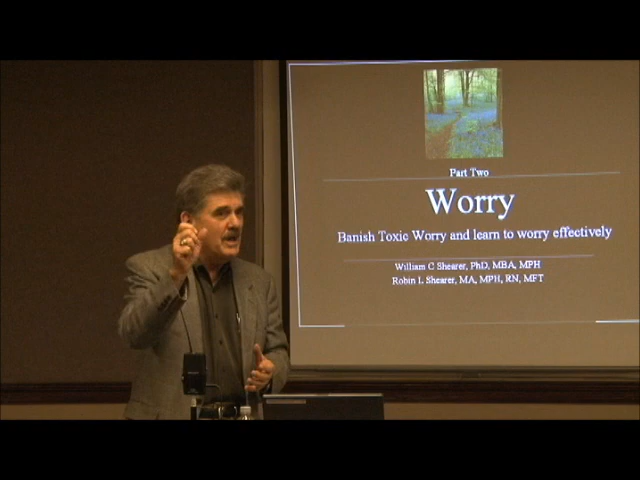 Part Two
Worry
Banish Toxic Worry and learn to worry effectively
William C Shearer, PhD, MBA, MPH
Robin L Shearer, MA, MPH, RN, MFT